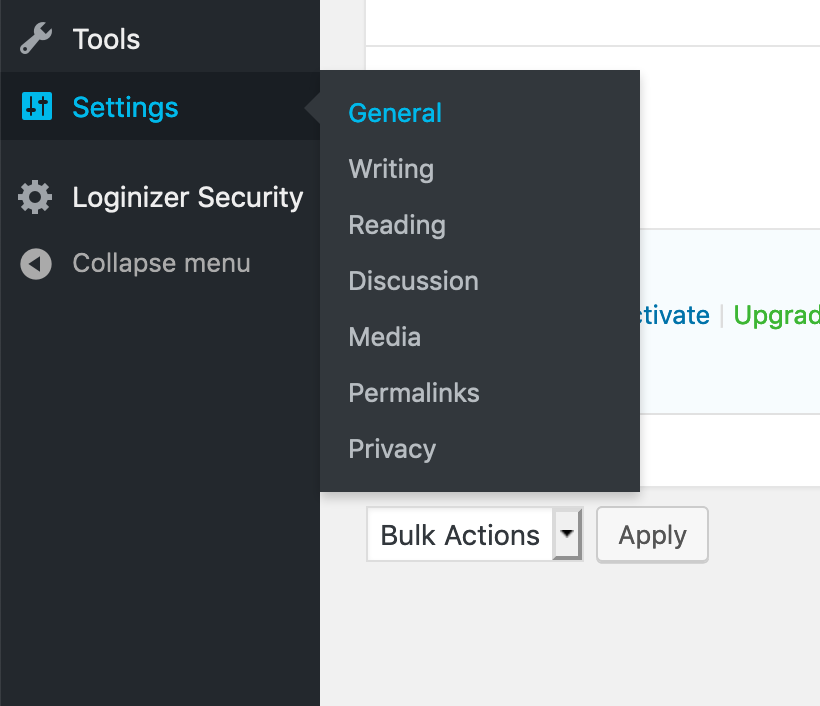 Tools
Settings
Loginizer Security
Collapse menu
General
Writing
Reading
Discussion
Media
Permalinks
Privacy
ctivate | Upgrad
Bulk Actions
Apply